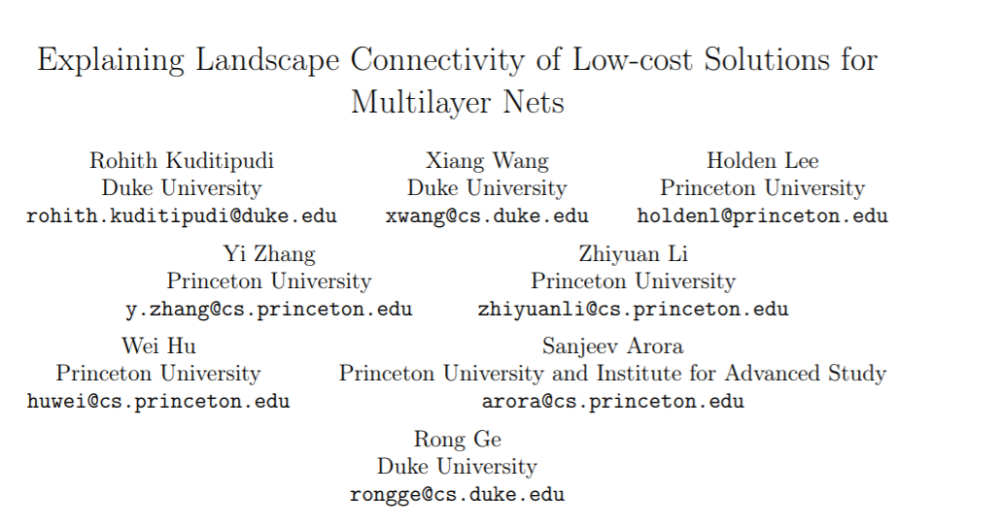 Explaining Landscape Connectivity of Low-cost Solutions for
Multilayer Nets
Rohith Kuditipudi
Duke University
rohith.kuditipudi@duke.edu
Xiang Wang
Duke University
xwang@cs.duke.edu
Holden Lee
Princeton University
holdenl@princeton.edu
Yi Zhang
Princeton University
y.zhang@cs.princeton.edu
Zhiyuan Li
Princeton University
zhiyuanli@cs.princeton.edu
Wei Hu
Princeton University
huwei@cs.princeton.edu
Sanjeev Arora
Princeton University and Institute for Advanced Study
arora@cs.princeton.edu
Rong Ge
Duke University
rongge@cs.duke.edu